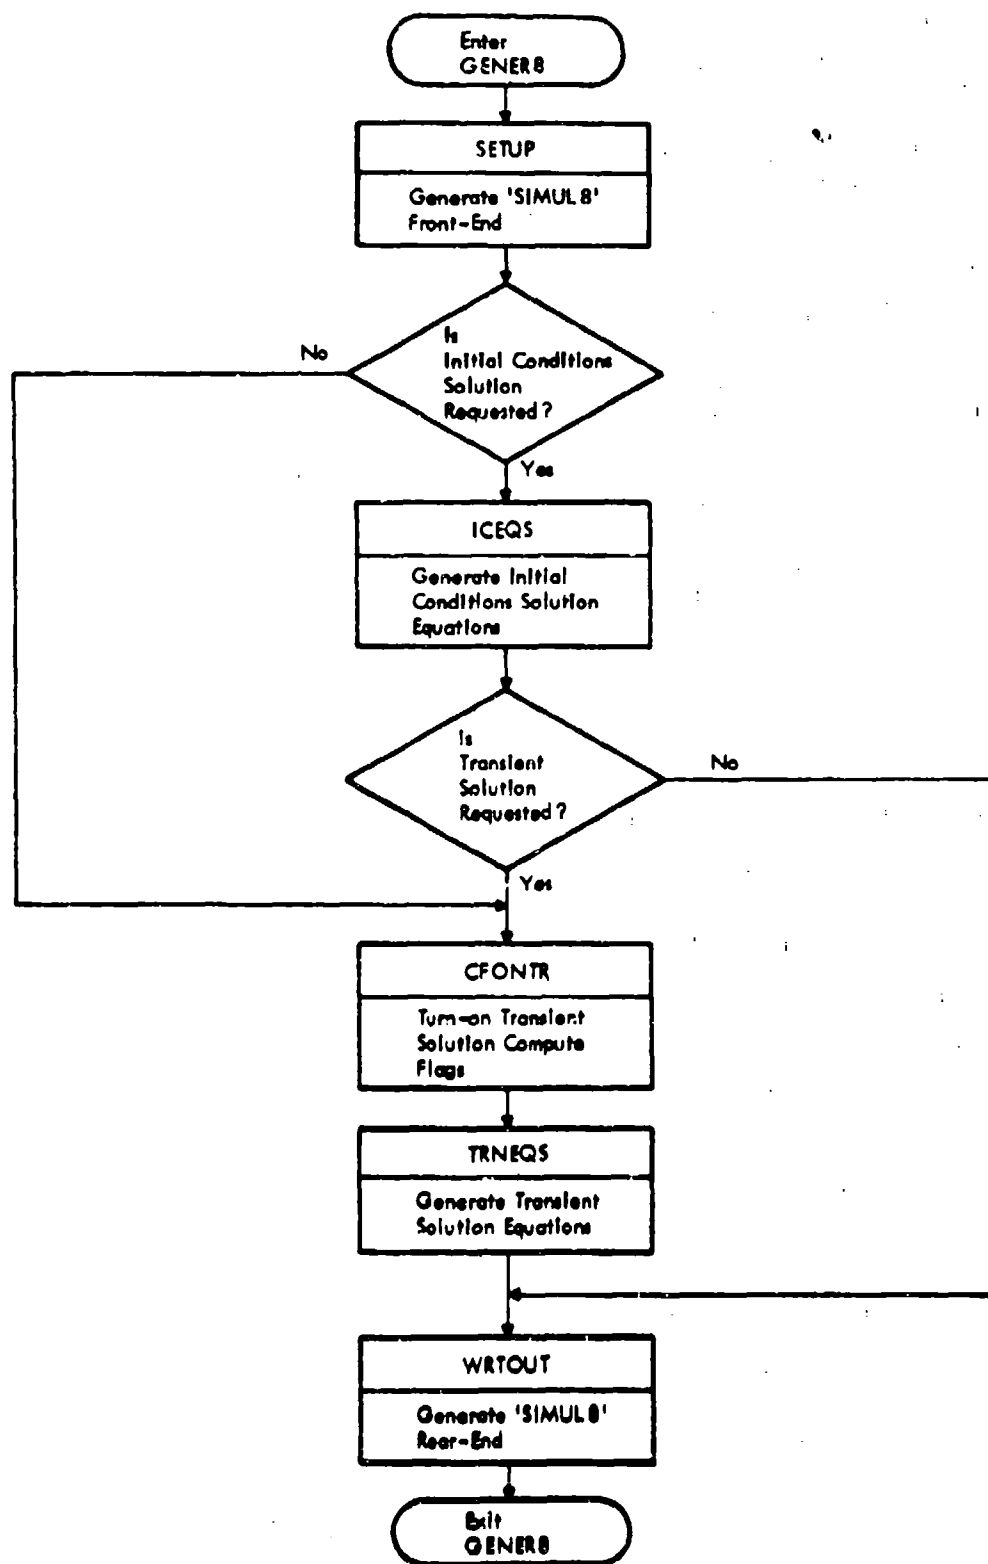 Enter
GENER8
SETUP
Generate 'SIMUL8'
Front-End
Is
Initial Conditions
Solution
Requested?
No
Yes
ICEQS
Generate Initial
Conditions Solution
Equations
Is
Transient
Solution
Requested?
No
Yes
CFONTR
Turn-on Transient
Solution Compute
Flags
TRNEQS
Generate Transient
Solution Equations
WRTOUT
Generate 'SIMUL8'
Rear-End
Exit
GENER8